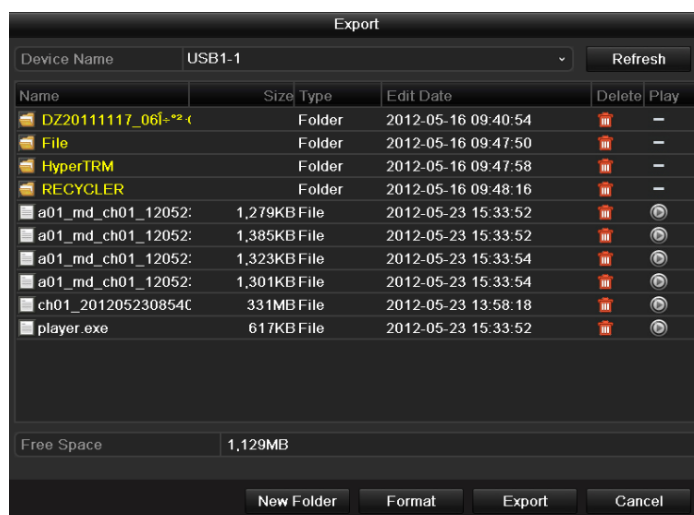 Export
Device Name USB1-1 Refresh
Name Size Type Edit Date Delete Play
DZ20111117_06Î÷°²·( Folder 2012-05-16 09:40:54 –
File Folder 2012-05-16 09:47:50 –
HyperTRM Folder 2012-05-16 09:47:58 –
RECYCLER Folder 2012-05-16 09:48:16 –
a01_md_ch01_12052: 1,279KB File 2012-05-23 15:33:52
a01_md_ch01_12052: 1,385KB File 2012-05-23 15:33:52
a01_md_ch01_12052: 1,323KB File 2012-05-23 15:33:54
a01_md_ch01_12052: 1,301KB File 2012-05-23 15:33:54
ch01_2012052308540 331MB File 2012-05-23 13:58:18
player.exe 617KB File 2012-05-23 15:33:52
Free Space 1,129MB
New Folder Format Export Cancel